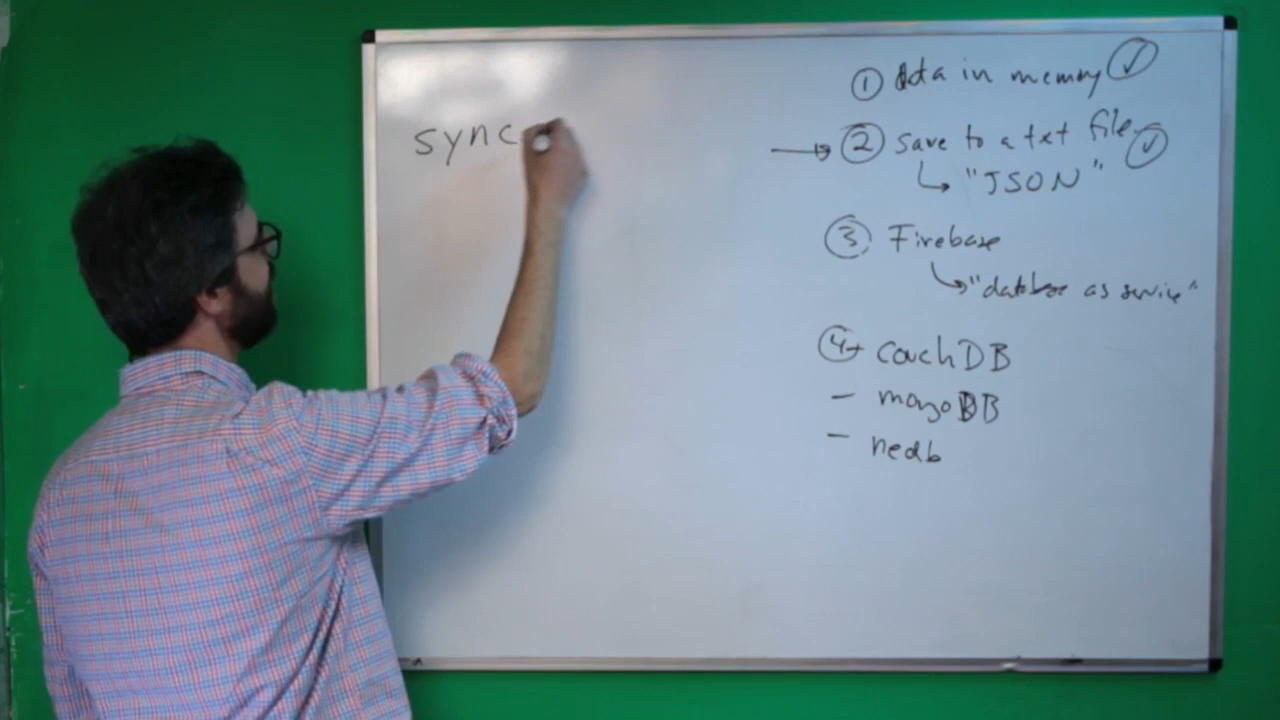 sync
① data in memory ✓
② save to a txt file ✓
↳ "JSON"
③ Firebase
↳ "database as service"
④ couchDB
- mongoDB
- nedb